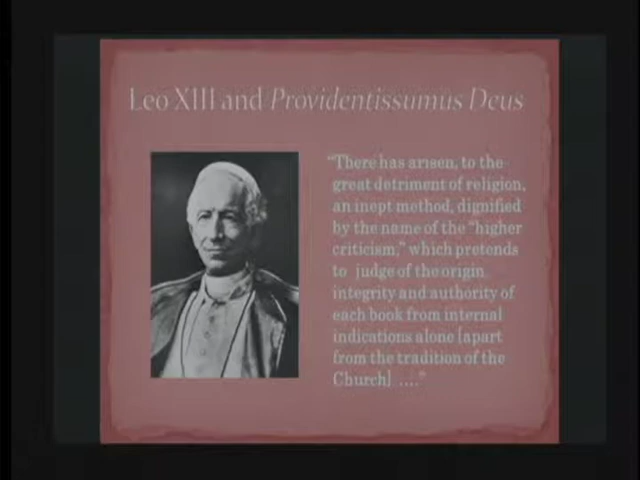 Leo XIII and Providentissumus Deus
“There has arisen, to the
great detriment of religion,
an inept method, dignified
by the name of the “higher
criticism,” which pretends
to judge of the origin,
integrity and authority of
each book from internal
indications alone [apart
from the tradition of the
Church] ….”